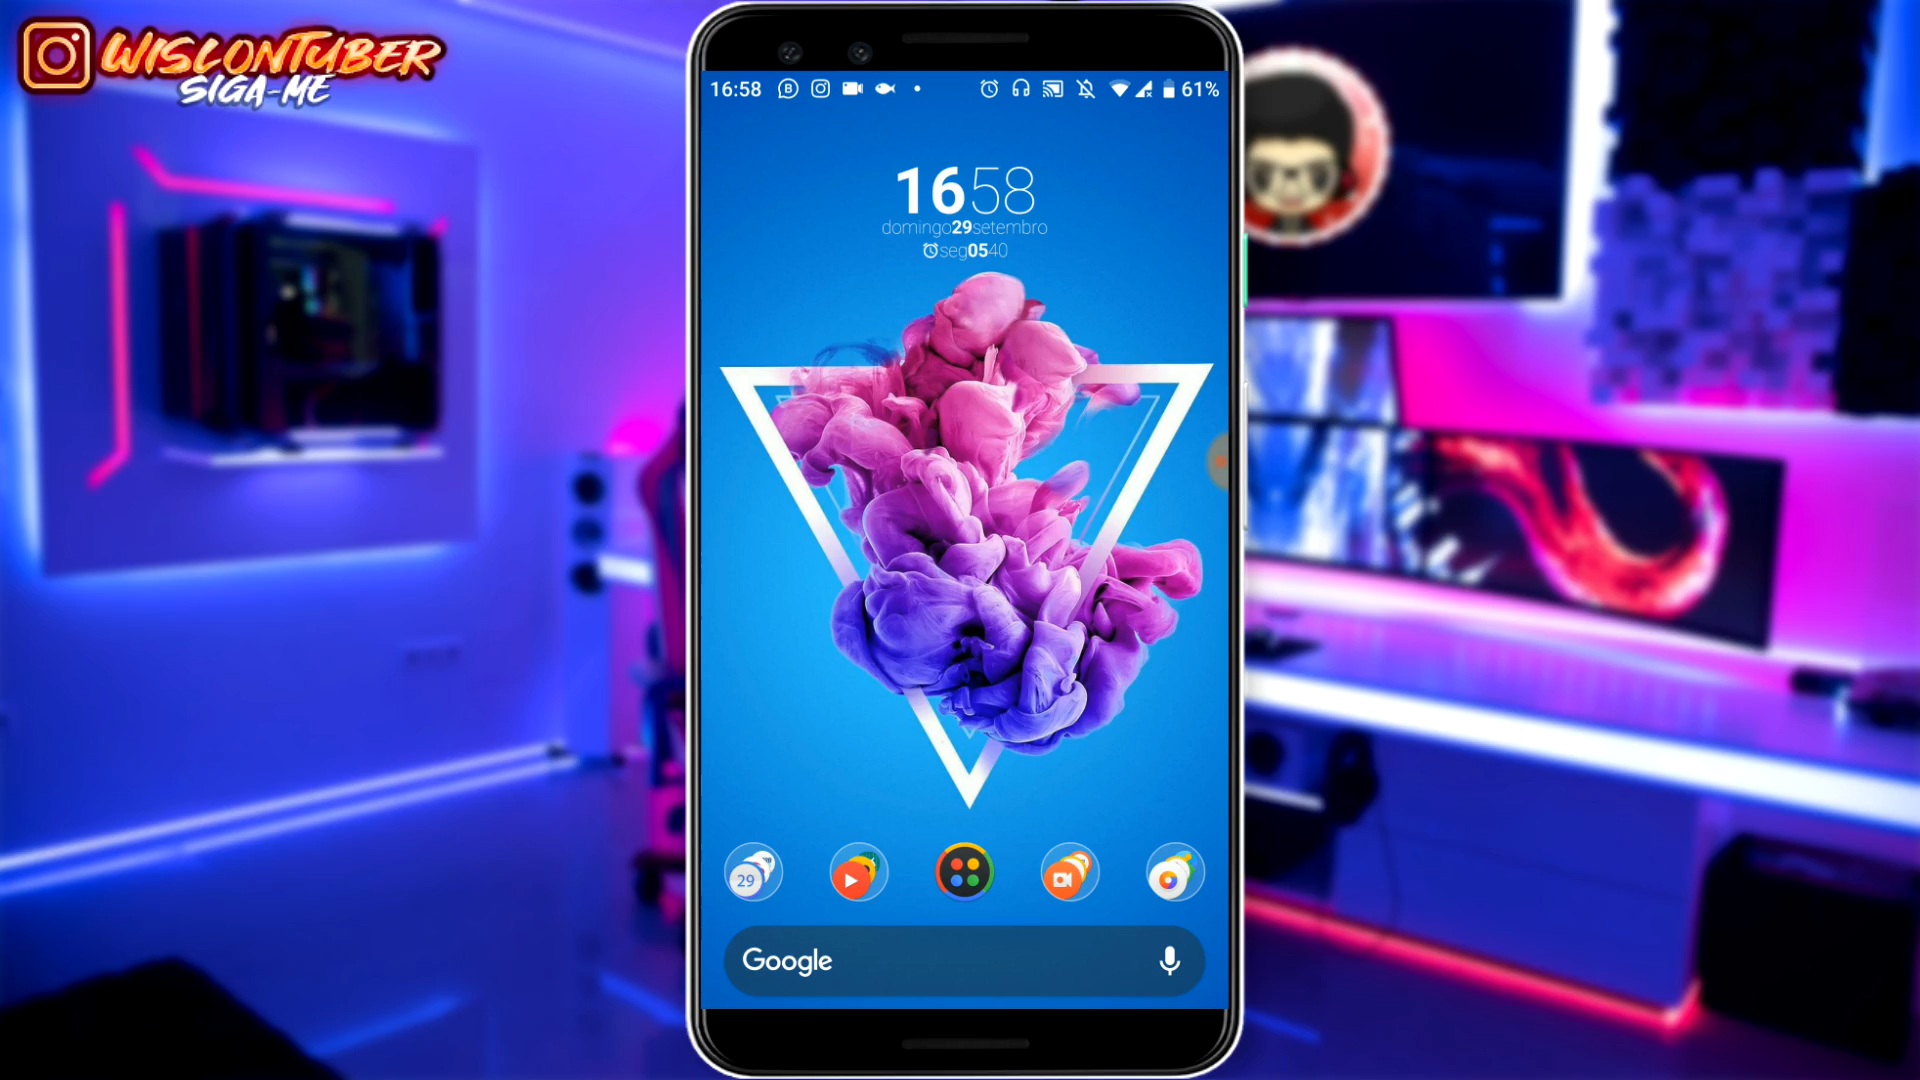 WISLONTUBER
SIGA-ME
16:58
61%
1658
domingo29setembro
seg0540
29
Google